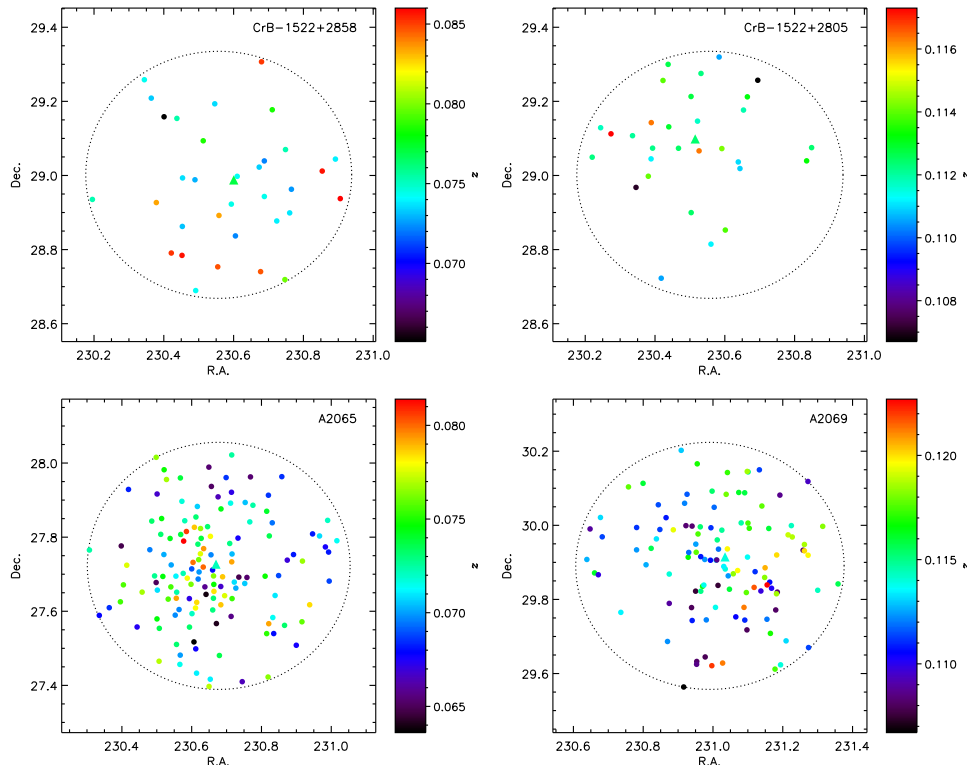 CrB-1522+2858
29.4
29.2
29.0
28.8
28.6
Dec.
230.2 230.4 230.6 230.8 231.0
R.A.
0.085
0.080
0.075
0.070
z
CrB-1522+2805
29.4
29.2
29.0
28.8
28.6
Dec.
230.2 230.4 230.6 230.8 231.0
R.A.
0.116
0.114
0.112
0.110
0.108
z
A2065
28.0
27.8
27.6
27.4
Dec.
230.4 230.6 230.8 231.0
R.A.
0.080
0.075
0.070
0.065
z
A2069
30.2
30.0
29.8
29.6
Dec.
230.6 230.8 231.0 231.2 231.4
R.A.
0.120
0.115
0.110
z